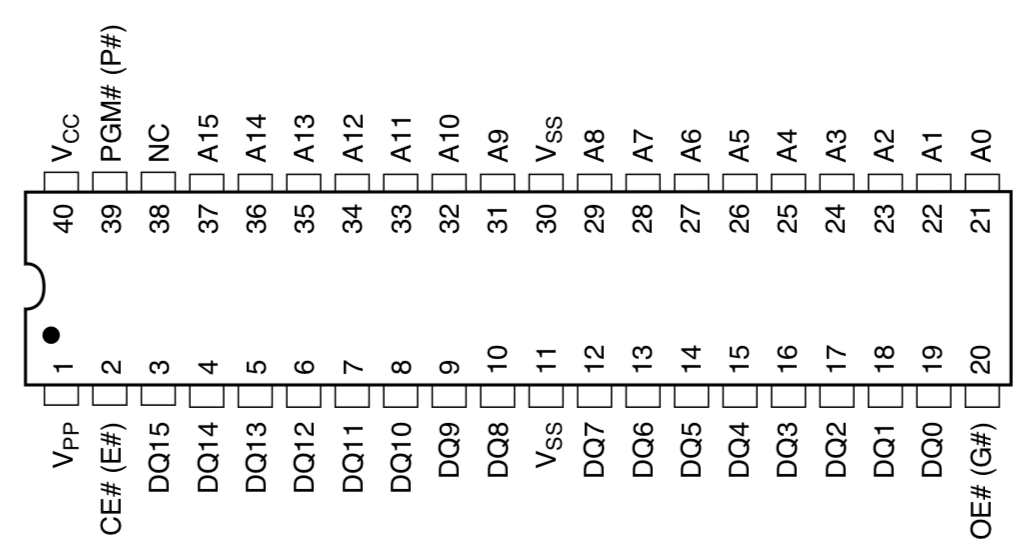 VCC
PGM# (P#)
NC
A15
A14
A13
A12
A11
A10
A9
VSS
A8
A7
A6
A5
A4
A3
A2
A1
A0
40
39
38
37
36
35
34
33
32
31
30
29
28
27
26
25
24
23
22
21
1
2
3
4
5
6
7
8
9
10
11
12
13
14
15
16
17
18
19
20
VPP
CE# (E#)
DQ15
DQ14
DQ13
DQ12
DQ11
DQ10
DQ9
DQ8
VSS
DQ7
DQ6
DQ5
DQ4
DQ3
DQ2
DQ1
DQ0
OE# (G#)